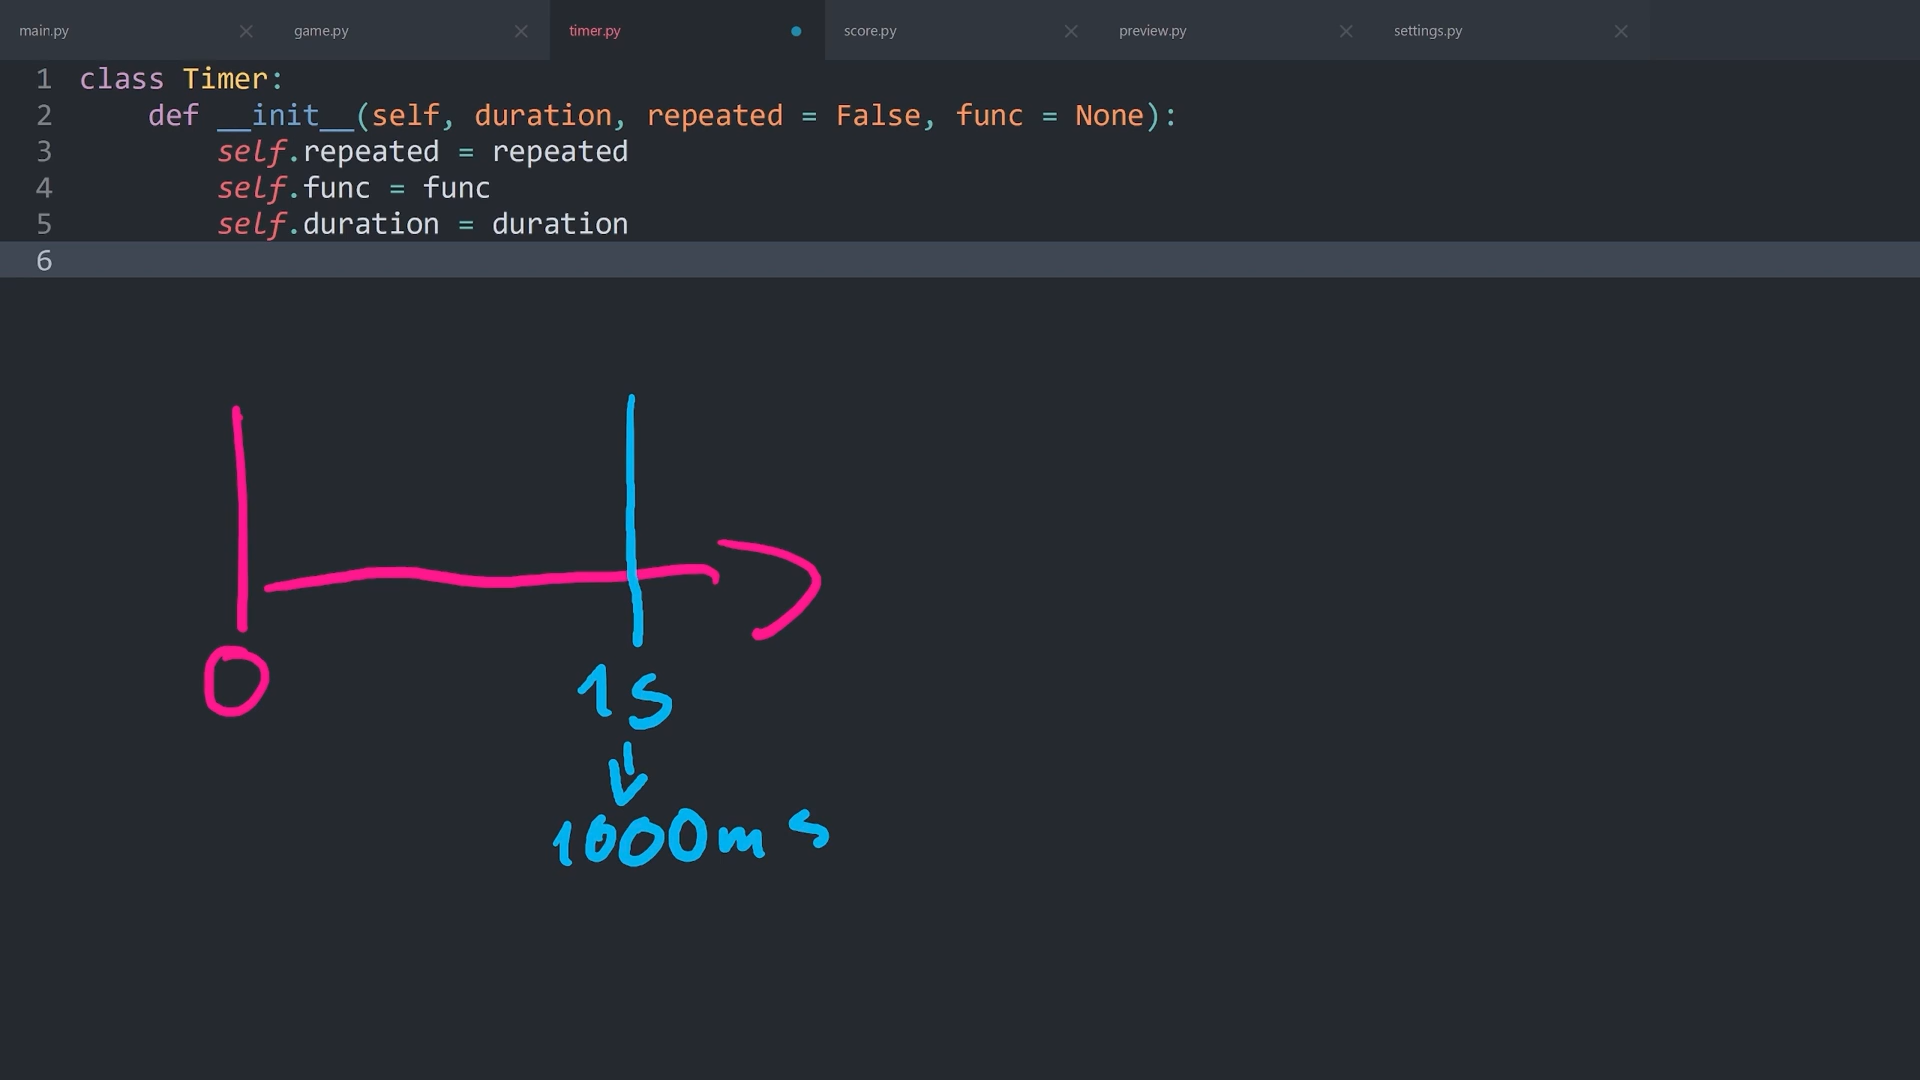 main.py game.py timer.py score.py preview.py settings.py
1 class Timer:
2 def __init__(self, duration, repeated = False, func = None):
3 self.repeated = repeated
4 self.func = func
5 self.duration = duration
6
0 1s
1000ms